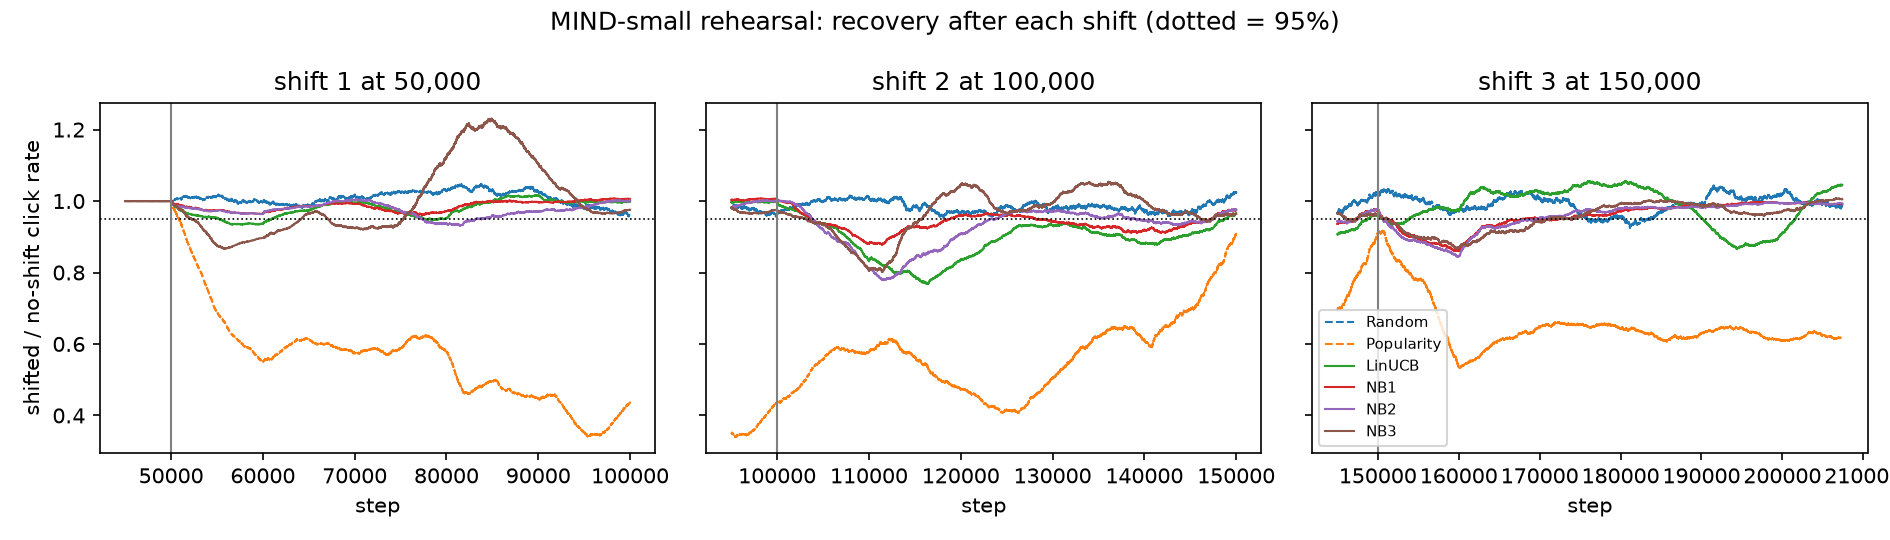 MIND-small rehearsal: recovery after each shift (dotted = 95%)
shift 1 at 50,000
shift 2 at 100,000
shift 3 at 150,000
shifted / no-shift click rate
1.2
1.0
0.8
0.6
0.4
50000 60000 70000 80000 90000 100000
step
100000 110000 120000 130000 140000 150000
step
Random
Popularity
LinUCB
NB1
NB2
NB3
150000 160000 170000 180000 190000 200000 21000
step